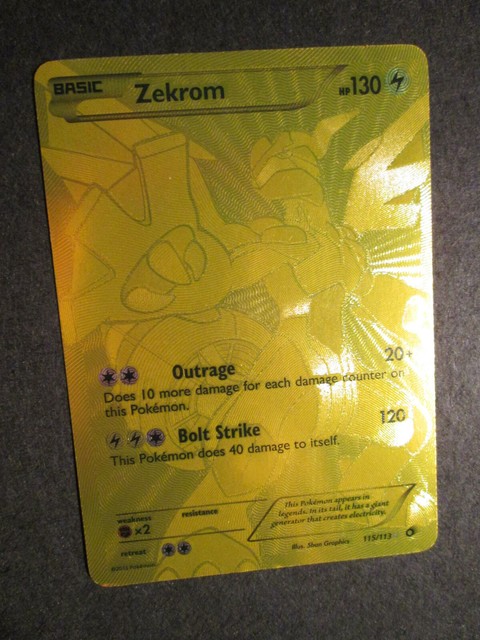 BASIC Zekrom HP130
Outrage 20+
Does 10 more damage for each damage counter on
this Pokémon.
Bolt Strike 120
This Pokémon does 40 damage to itself.
weakness resistance
×2
retreat
This Pokémon appears in
legends. In its tail, it has a giant
generator that creates electricity.
Illus. Shin Graphics 115/113
©2013 Pokémon